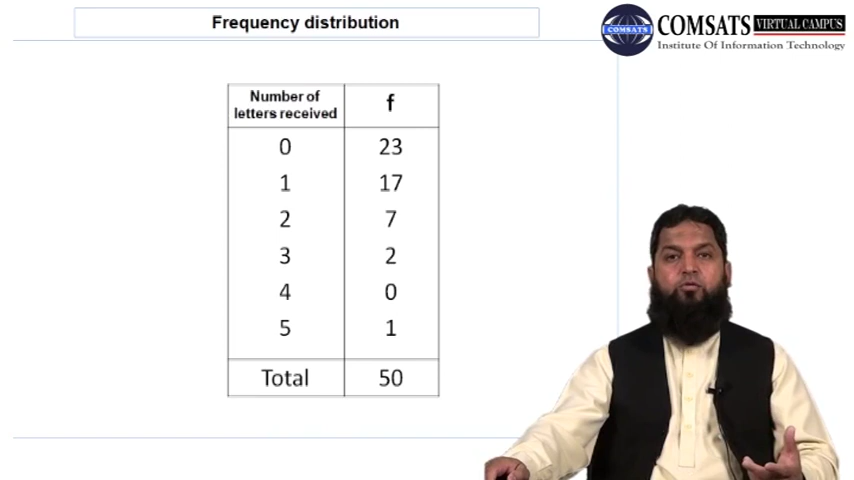 Frequency distribution
COMSATS
COMSATS VIRTUAL CAMPUS
Institute Of Information Technology
Number of letters received f
0 23
1 17
2 7
3 2
4 0
5 1
Total 50